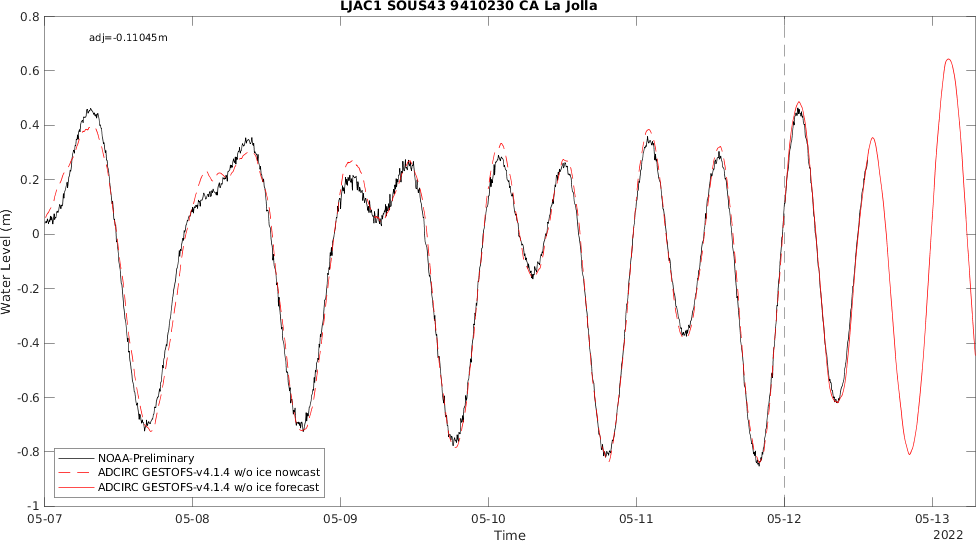 LJAC1 SOUS43 9410230 CA La Jolla
adj=-0.11045m
0.8
0.6
0.4
0.2
0
-0.2
-0.4
-0.6
-0.8
-1
Water Level (m)
NOAA-Preliminary
ADCIRC GESTOFS-v4.1.4 w/o ice nowcast
ADCIRC GESTOFS-v4.1.4 w/o ice forecast
05-07 05-08 05-09 05-10 05-11 05-12 05-13
Time
2022